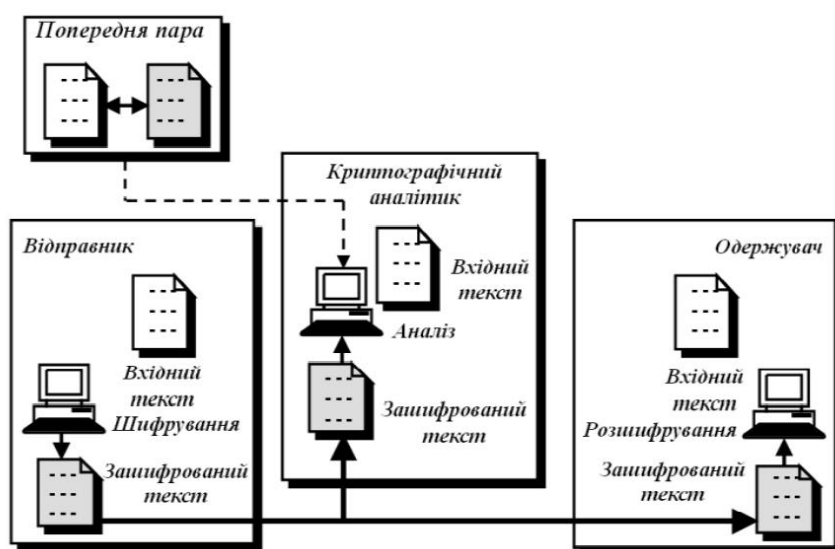 Попередня пара
Криптографічний
аналітик
Вхідний
текст
Аналіз
Зашифрований
текст
Відправник
Вхідний
текст
Шифрування
Зашифрований
текст
Одержувач
Вхідний
текст
Розшифрування
Зашифрований
текст